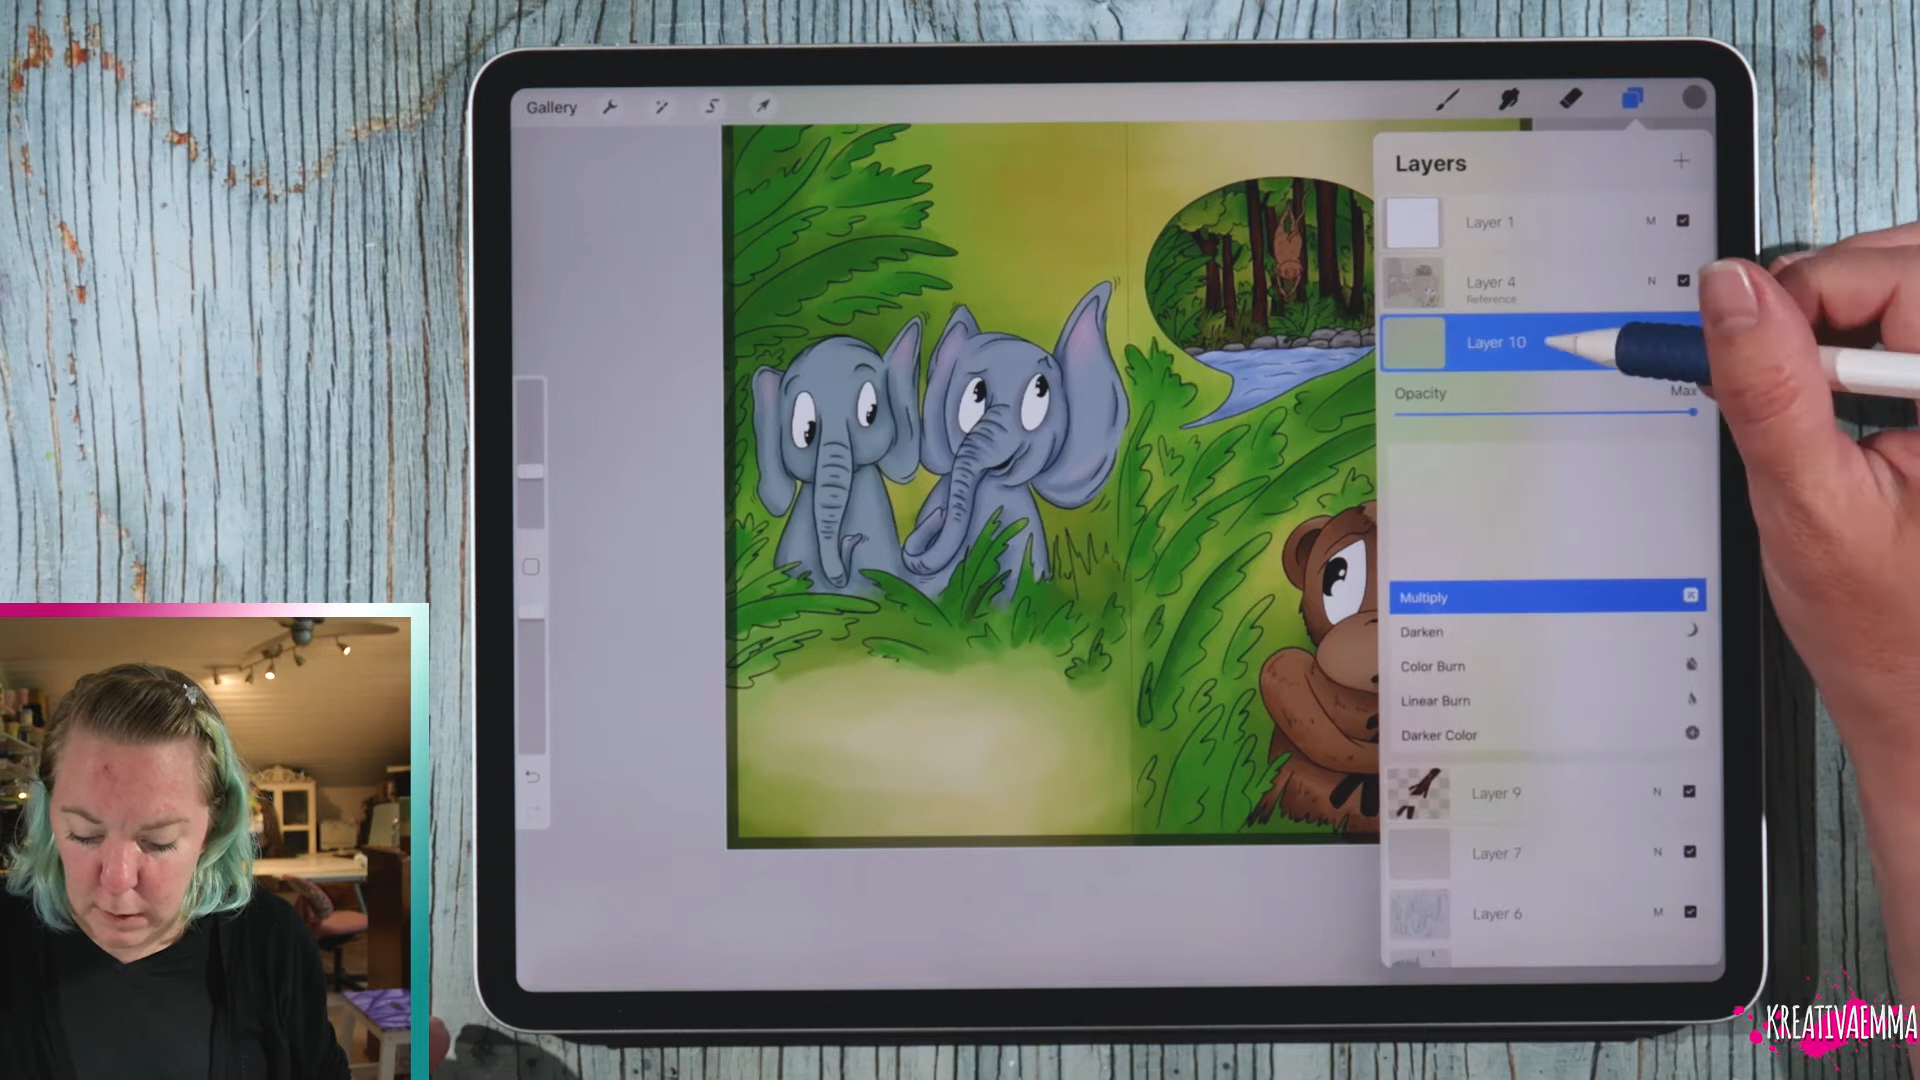 Gallery
Layers
Layer 1 M
Layer 4 N
Reference
Layer 10
Opacity Max
Multiply
Darken
Color Burn
Linear Burn
Darker Color
Layer 9 N
Layer 7 N
Layer 6 M
KREATIVAEMMA